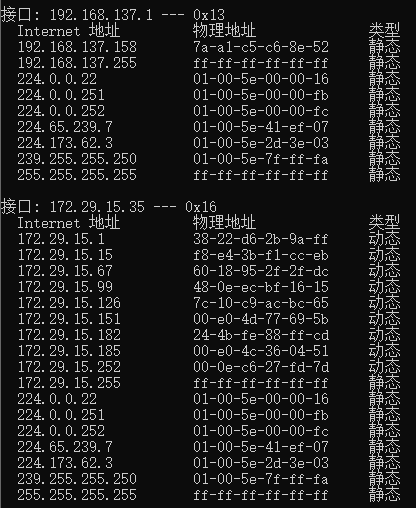 接口: 192.168.137.1 --- 0x13
Internet 地址 物理地址 类型
192.168.137.158 7a-a1-c5-c6-8e-52 静态
192.168.137.255 ff-ff-ff-ff-ff-ff 静态
224.0.0.22 01-00-5e-00-00-16 静态
224.0.0.251 01-00-5e-00-00-fb 静态
224.0.0.252 01-00-5e-00-00-fc 静态
224.65.239.7 01-00-5e-41-ef-07 静态
224.173.62.3 01-00-5e-2d-3e-03 静态
239.255.255.250 01-00-5e-7f-ff-fa 静态
255.255.255.255 ff-ff-ff-ff-ff-ff 静态
接口: 172.29.15.35 --- 0x16
Internet 地址 物理地址 类型
172.29.15.1 38-22-d6-2b-9a-ff 动态
172.29.15.15 f8-e4-3b-f1-cc-eb 动态
172.29.15.67 60-18-95-2f-2f-dc 动态
172.29.15.99 48-0e-ec-bf-16-15 动态
172.29.15.126 7c-10-c9-ac-bc-65 动态
172.29.15.151 00-e0-4d-77-69-5b 动态
172.29.15.182 24-4b-fe-88-ff-cd 动态
172.29.15.185 00-e0-4c-36-04-51 动态
172.29.15.252 00-0e-c6-27-fd-7d 动态
172.29.15.255 ff-ff-ff-ff-ff-ff 静态
224.0.0.22 01-00-5e-00-00-16 静态
224.0.0.251 01-00-5e-00-00-fb 静态
224.0.0.252 01-00-5e-00-00-fc 静态
224.65.239.7 01-00-5e-41-ef-07 静态
224.173.62.3 01-00-5e-2d-3e-03 静态
239.255.255.250 01-00-5e-7f-ff-fa 静态
255.255.255.255 ff-ff-ff-ff-ff-ff 静态